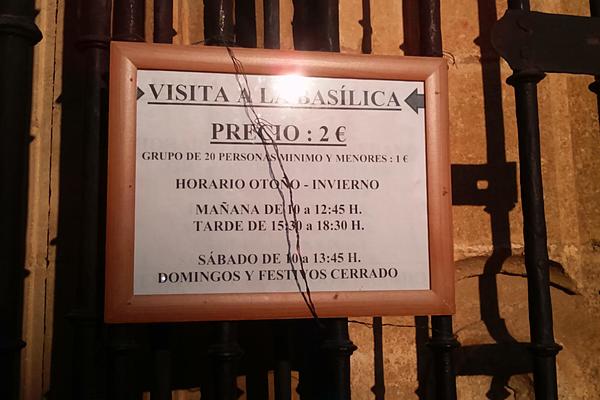 VISITA A LA BASÍLICA
PRECIO : 2 €
GRUPO DE 20 PERSONAS MINIMO Y MENORES : 1 €
HORARIO OTOÑO - INVIERNO
MAÑANA DE 10 a 12:45 H.
TARDE DE 15:30 a 18:30 H.
SÁBADO DE 10 a 13:45 H.
DOMINGOS Y FESTIVOS CERRADO